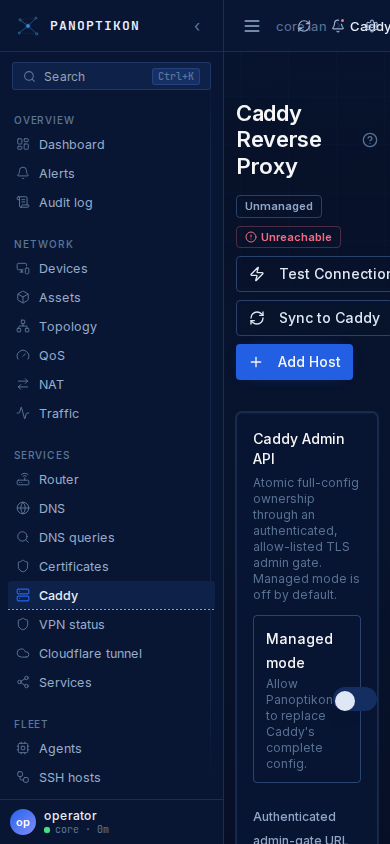 PANOPTIKON
Search
Ctrl+K
OVERVIEW
Dashboard
Alerts
Audit log
NETWORK
Devices
Assets
Topology
QoS
NAT
Traffic
SERVICES
Router
DNS
DNS queries
Certificates
Caddy
VPN status
Cloudflare tunnel
Services
FLEET
Agents
SSH hosts
op
operator
core · 0m
Caddy
Caddy
Reverse
Proxy
Unmanaged
Unreachable
Test Connection
Sync to Caddy
Add Host
Caddy Admin
API
Atomic full-config
ownership
through an
authenticated,
allow-listed TLS
admin gate.
Managed mode is
off by default.
Managed
mode
Allow
Panoptikon
to replace
Caddy's
complete
config.
Authenticated
admin-gate URL